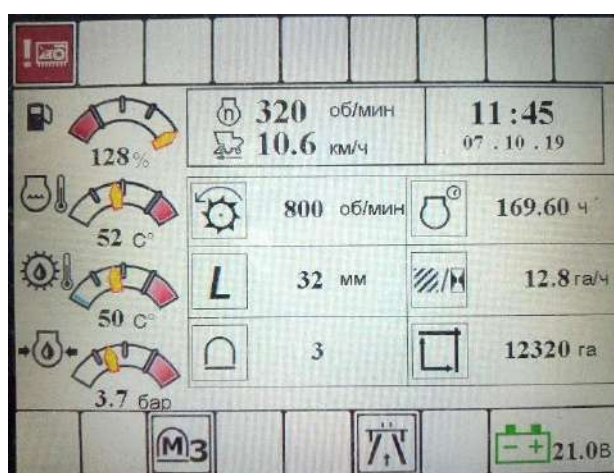 !
n 320 об/мин 11:45
10.6 км/ч 07 . 10 . 19
128%
800 об/мин 169.60 ч
52 C°
L 32 мм 12.8 га/ч
50 C°
3 12320 га
3.7 бар
M 3 - + 21.0В